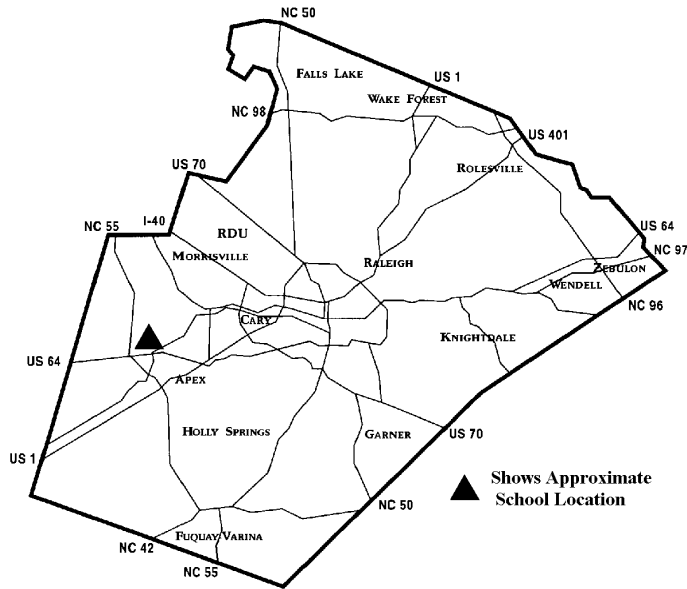 NC 50
FALLS LAKE
US 1
WAKE FOREST
NC 98
US 401
US 70
ROLESVILLE
NC 55
I-40
RDU
US 64
MORRISVILLE
RALEIGH
NC 97
ZEBULON
WENDELL
NC 96
CARY
KNIGHTDALE
US 64
APEX
HOLLY SPRINGS
GARNER
US 70
US 1
Shows Approximate
School Location
NC 50
FUQUAY VARINA
NC 42
NC 55